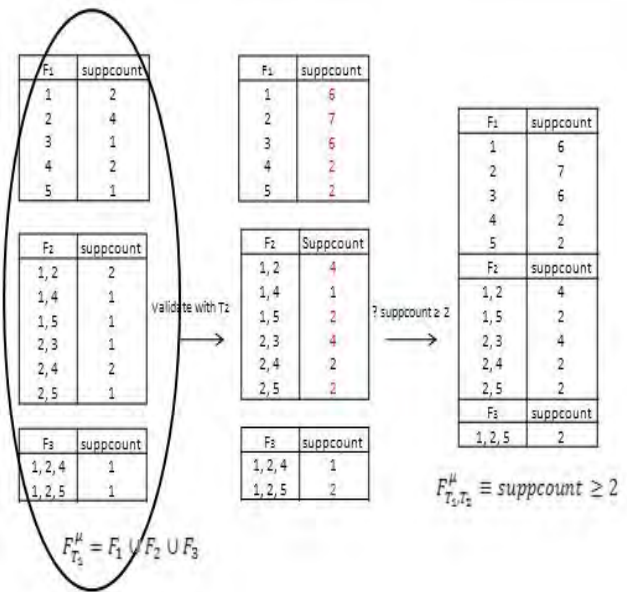 F₁ suppcount
1 2
2 4
3 1
4 2
5 1
F₂ suppcount
1, 2 2
1, 4 1
1, 5 1
2, 3 1
2, 4 2
2, 5 1
F₃ suppcount
1, 2, 4 1
1, 2, 5 1
F^μ_{T₁} = F₁ ∪ F₂ ∪ F₃
Validate with T₂
F₁ suppcount
1 6
2 7
3 6
4 2
5 2
F₂ Suppcount
1, 2 4
1, 4 1
1, 5 2
2, 3 4
2, 4 2
2, 5 2
F₃ suppcount
1, 2, 4 1
1, 2, 5 2
? suppcount ≥ 2
F₁ suppcount
1 6
2 7
3 6
4 2
5 2
F₂ suppcount
1, 2 4
1, 5 2
2, 3 4
2, 4 2
2, 5 2
F₃ suppcount
1, 2, 5 2
F^μ_{T₁,T₂} ≡ suppcount ≥ 2